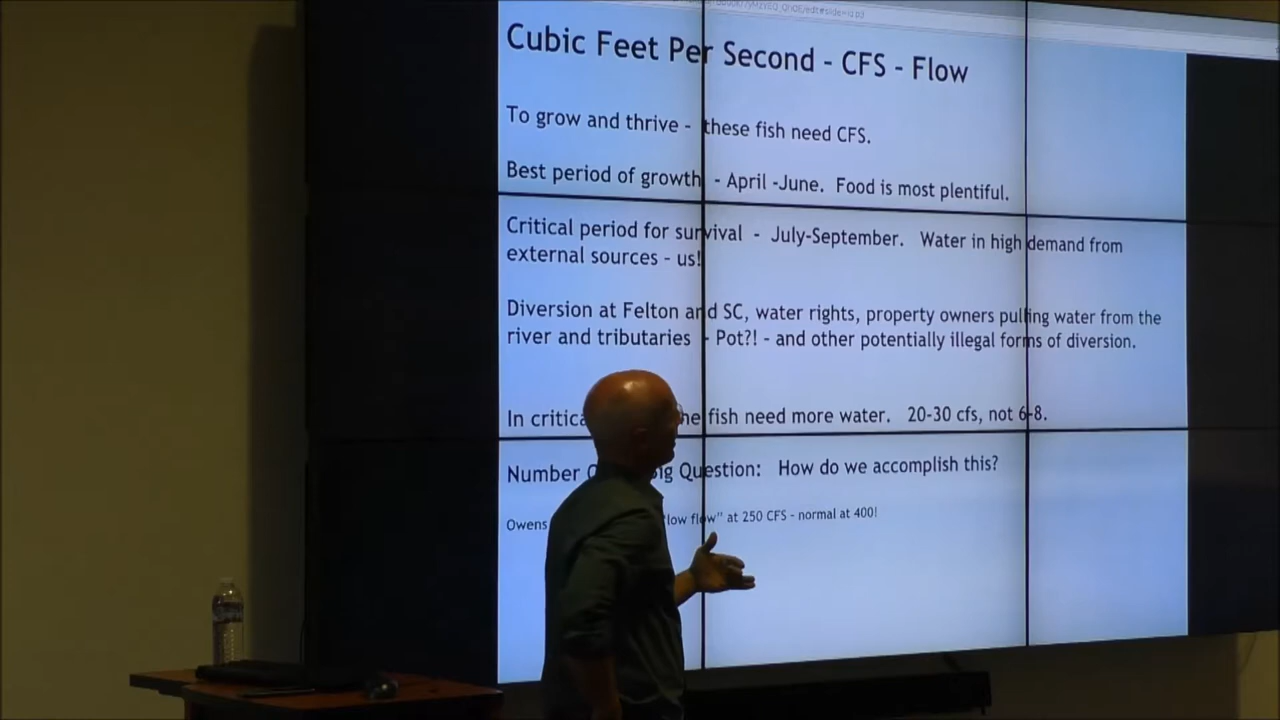 Cubic Feet Per Second - CFS - Flow
To grow and thrive - these fish need CFS.
Best period of growth - April -June. Food is most plentiful.
Critical period for survival - July-September. Water in high demand from
external sources - us!
Diversion at Felton and SC, water rights, property owners pulling water from the
river and tributaries - Pot?! - and other potentially illegal forms of diversion.
In fish need more water. 20-30 cfs, not 6-8.
Number Question: How do we accomplish this?
Owens "low flow" at 250 CFS - normal at 400!